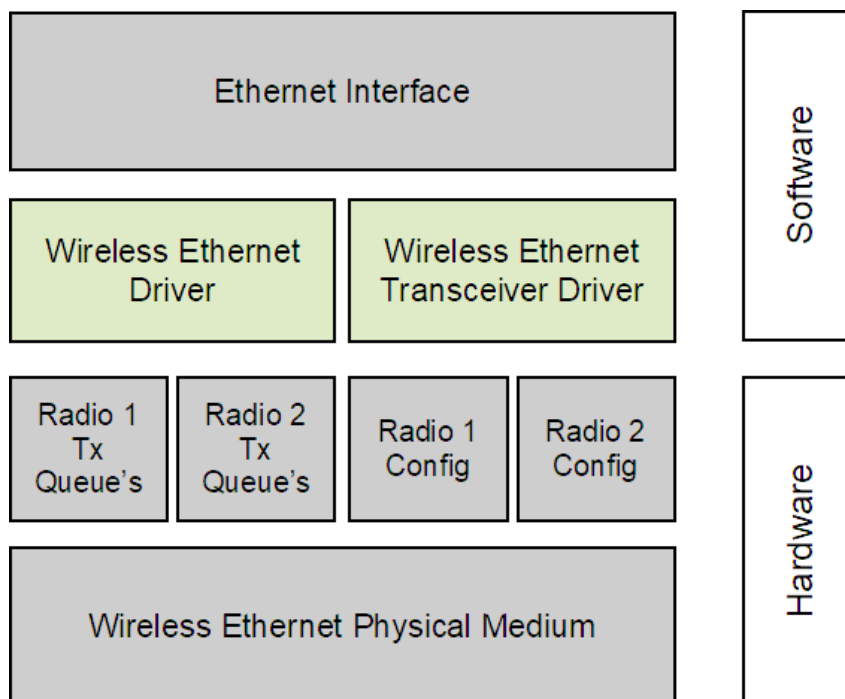 Ethernet Interface
Wireless Ethernet
Driver
Wireless Ethernet
Transceiver Driver
Software
Radio 1
Tx
Queue's
Radio 2
Tx
Queue's
Radio 1
Config
Radio 2
Config
Wireless Ethernet Physical Medium
Hardware